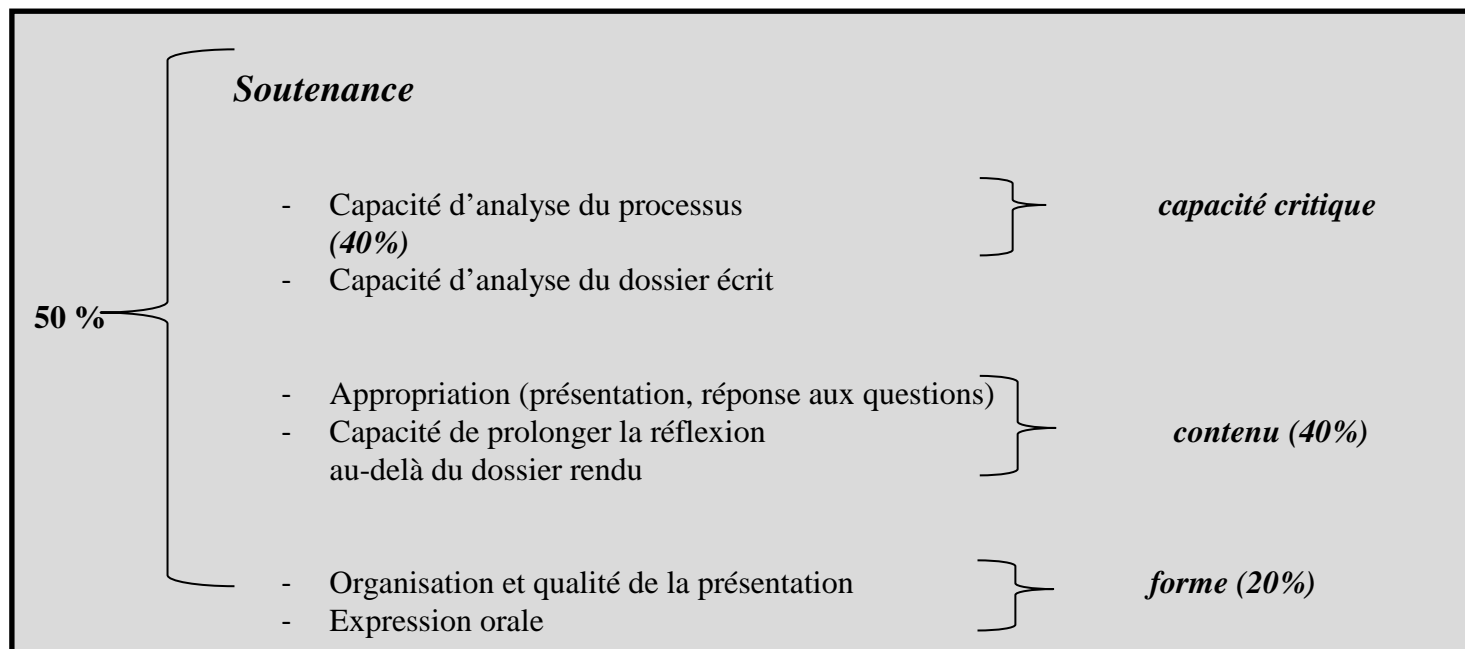 Soutenance
- Capacité d’analyse du processus capacité critique
(40%)
- Capacité d’analyse du dossier écrit
50 %
- Appropriation (présentation, réponse aux questions)
- Capacité de prolonger la réflexion contenu (40%)
au-delà du dossier rendu
- Organisation et qualité de la présentation forme (20%)
- Expression orale